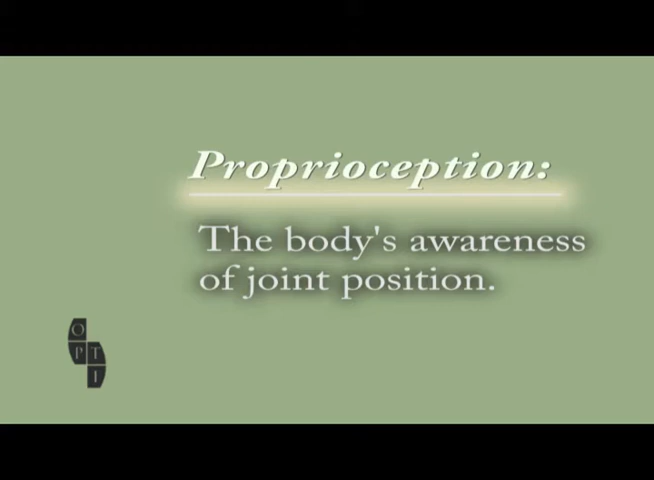 Proprioception:
The body's awareness
of joint position.
O
P T
I